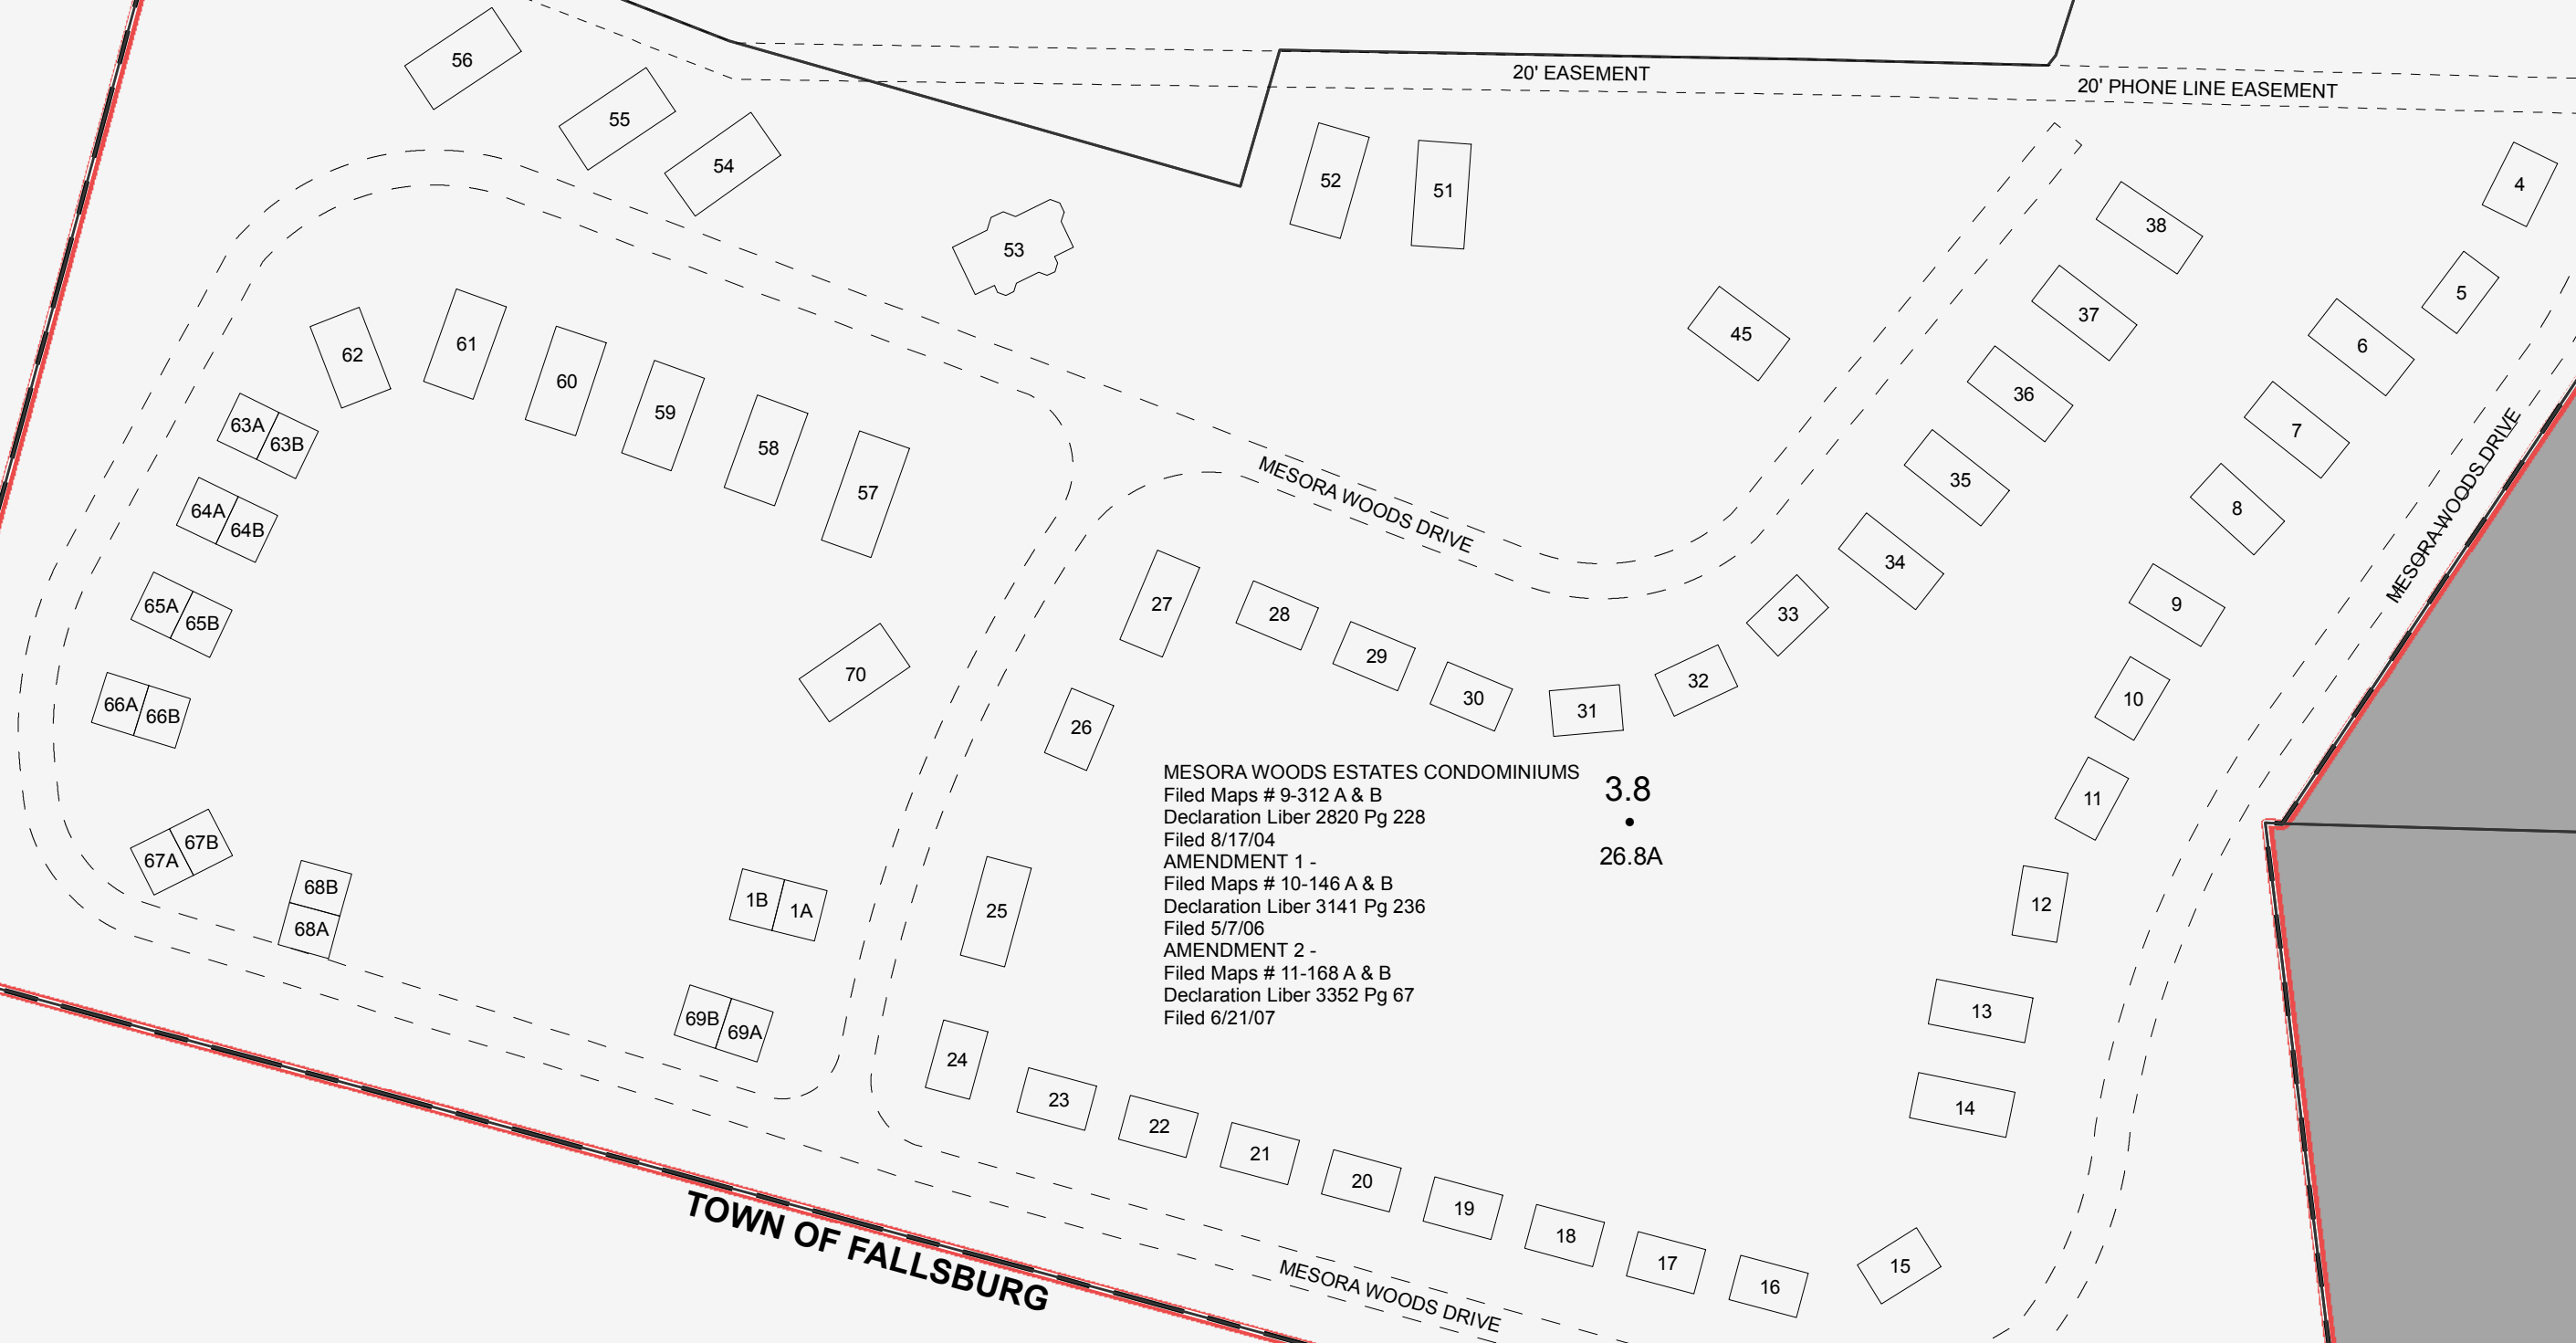 56
20' EASEMENT
20' PHONE LINE EASEMENT
55
54
52
51
4
53
38
5
37
45
6
62
61
60
36
59
7
63A
63B
58
MESORA WOODS DRIVE
35
57
MESORA WOODS DRIVE
8
64A
64B
34
27
9
65A
65B
28
33
29
70
32
30
10
66A
66B
31
26
MESORA WOODS ESTATES CONDOMINIUMS
Filed Maps # 9-312 A & B
Declaration Liber 2820 Pg 228
Filed 8/17/04
AMENDMENT 1 -
Filed Maps # 10-146 A & B
Declaration Liber 3141 Pg 236
Filed 5/7/06
AMENDMENT 2 -
Filed Maps # 11-168 A & B
Declaration Liber 3352 Pg 67
Filed 6/21/07
3.8
26.8A
11
67B
67A
68B
68A
1B
1A
25
12
69B
69A
13
24
23
14
22
21
20
19
TOWN OF FALLSBURG
18
17
15
16
MESORA WOODS DRIVE